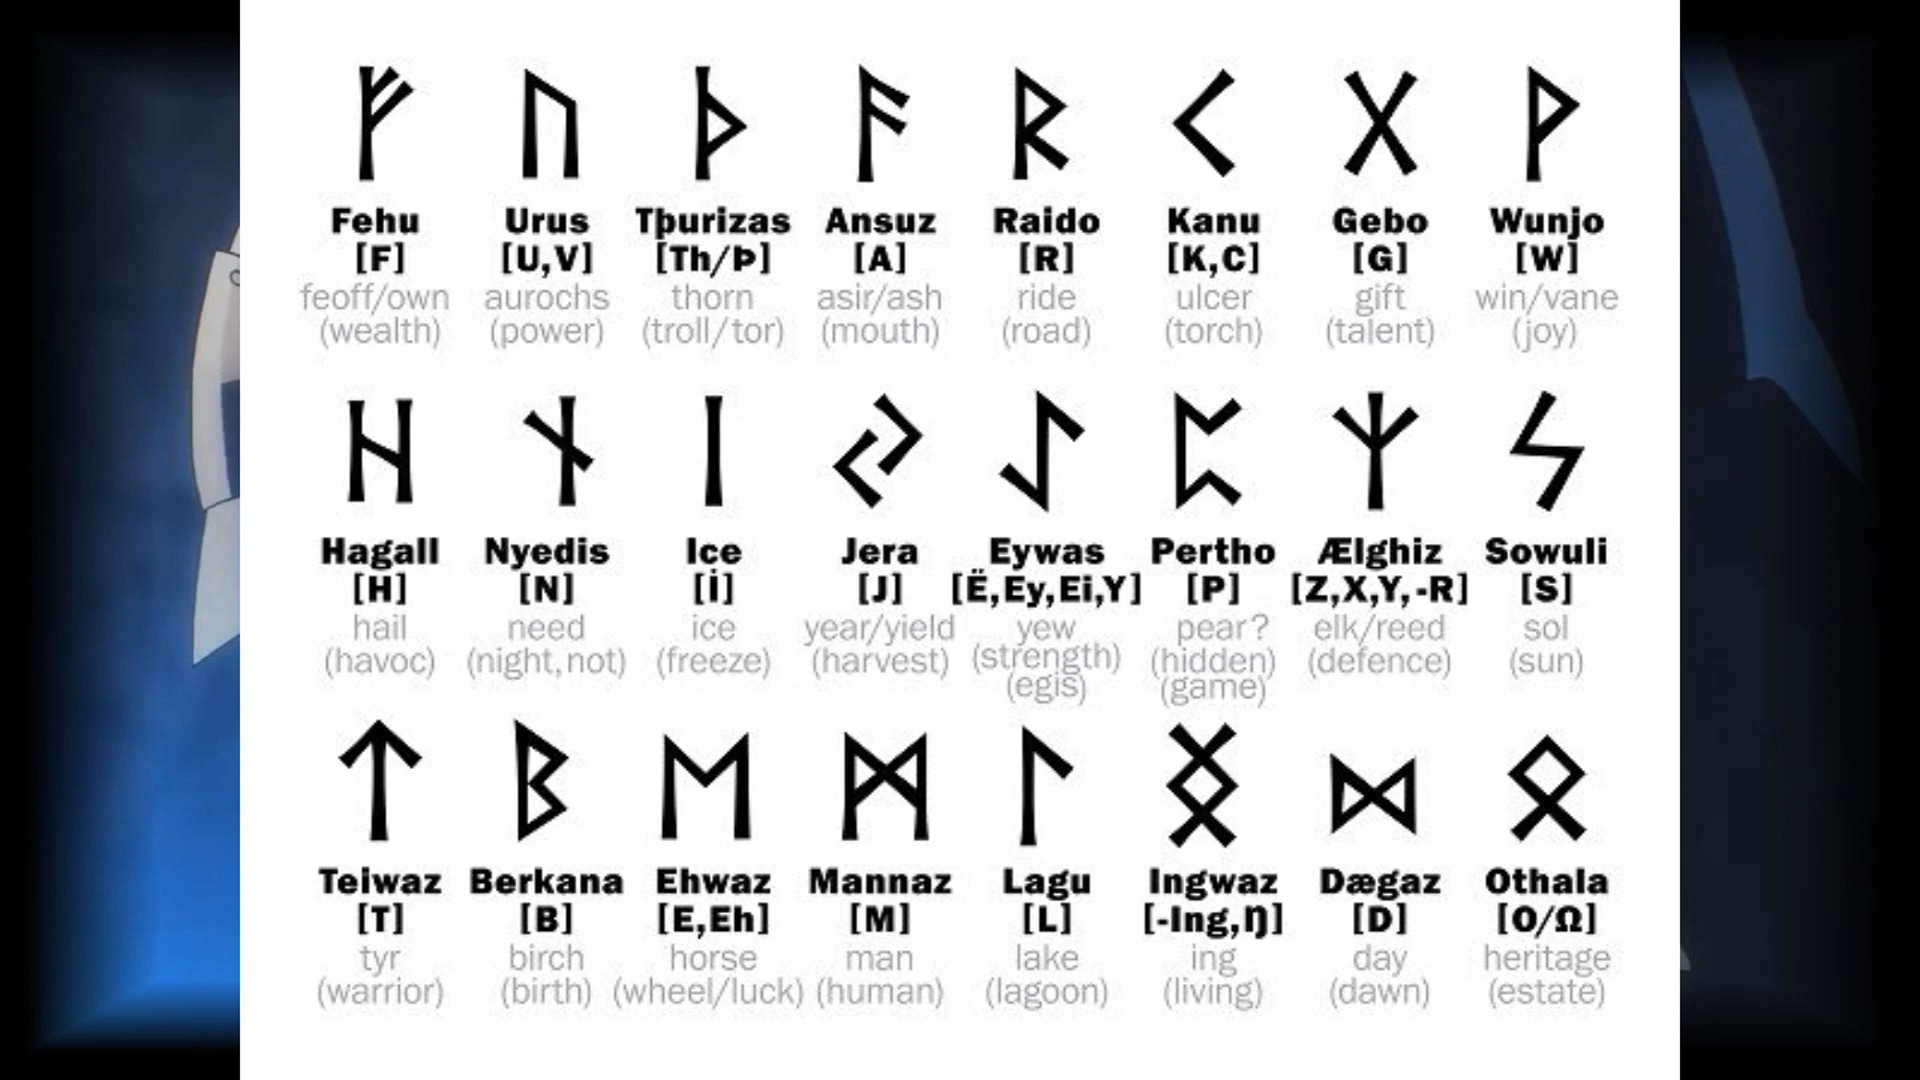 ᚠ ᚢ ᚦ ᚨ ᚱ ᚲ ᚷ ᚹ
Fehu Urus Tþurizas Ansuz Raido Kanu Gebo Wunjo
[F] [U,V] [Th/Þ] [A] [R] [K,C] [G] [W]
feoff/own aurochs thorn asir/ash ride ulcer gift win/vane
(wealth) (power) (troll/tor) (mouth) (road) (torch) (talent) (joy)
ᚺ ᚾ ᛁ ᛃ ᛇ ᛈ ᛉ ᛊ
Hagall Nyedis Ice Jera Eywas Pertho Ælghiz Sowuli
[H] [N] [İ] [J] [Ë,Ey,Ei,Y] [P] [Z,X,Y,-R] [S]
hail need ice year/yield yew pear? elk/reed sol
(havoc) (night,not) (freeze) (harvest) (strength) (hidden) (defence) (sun)
(egis) (game)
ᛏ ᛒ ᛖ ᛗ ᛚ ᛝ ᛞ ᛟ
Teiwaz Berkana Ehwaz Mannaz Lagu Ingwaz Dægaz Othala
[T] [B] [E,Eh] [M] [L] [-Ing,Ŋ] [D] [O/Ω]
tyr birch horse man lake ing day heritage
(warrior) (birth) (wheel/luck) (human) (lagoon) (living) (dawn) (estate)